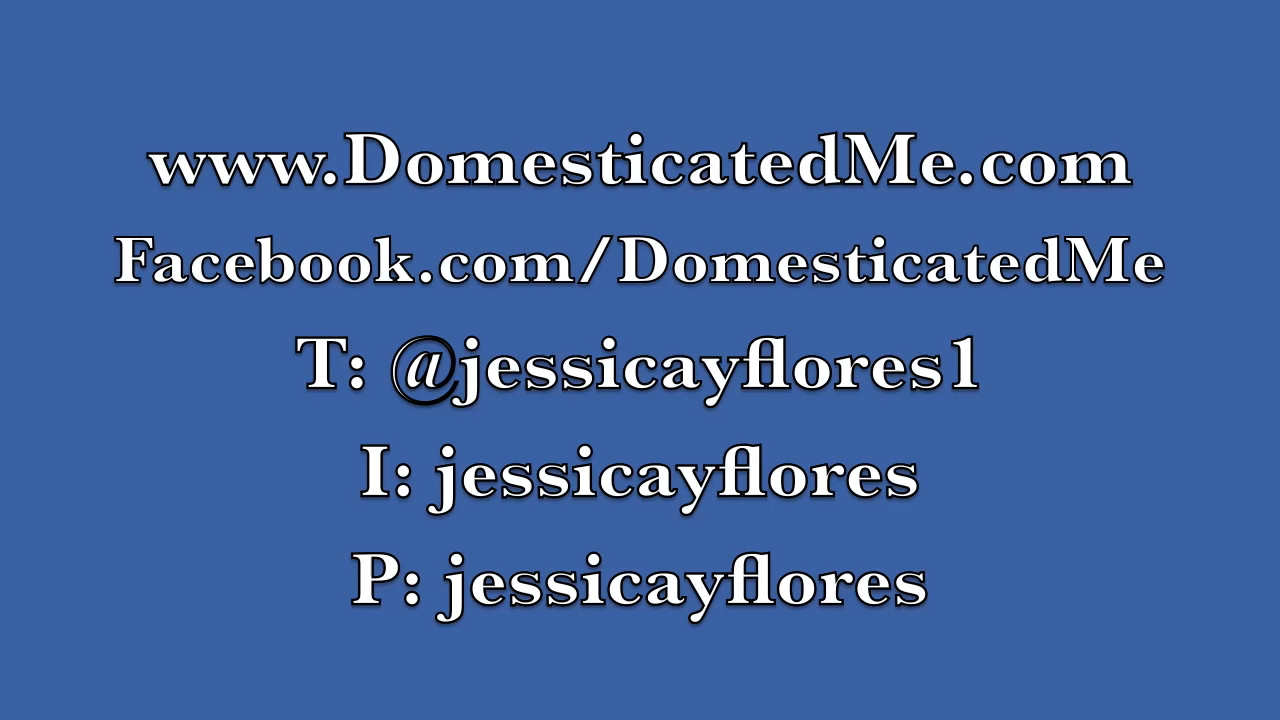 www.DomesticatedMe.com
Facebook.com/DomesticatedMe
T: @jessicayflores1
I: jessicayflores
P: jessicayflores